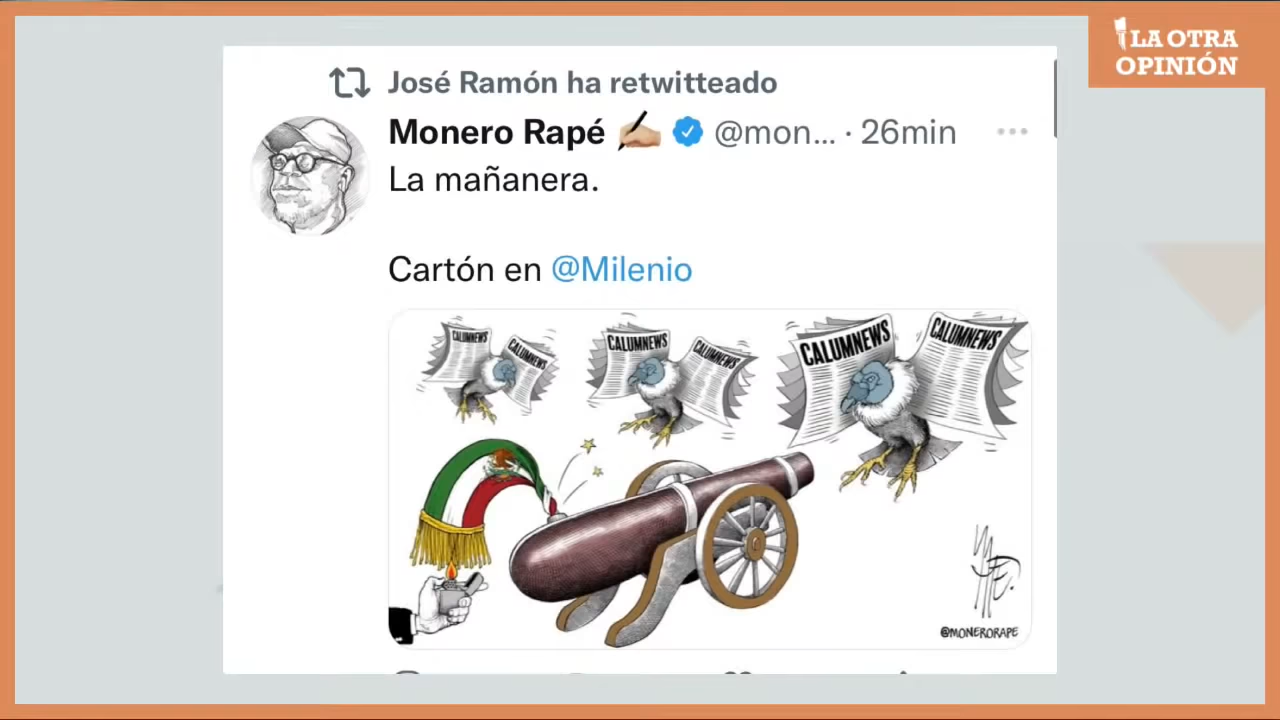 LA OTRA
OPINIÓN
José Ramón ha retwitteado
Monero Rapé ✍🏼 @mon... · 26min
La mañanera.
Cartón en @Milenio
CALUMNEWS
CALUMNEWS
CALUMNEWS
CALUMNEWS
CALUMNEWS
CALUMNEWS
@MONERORAPE